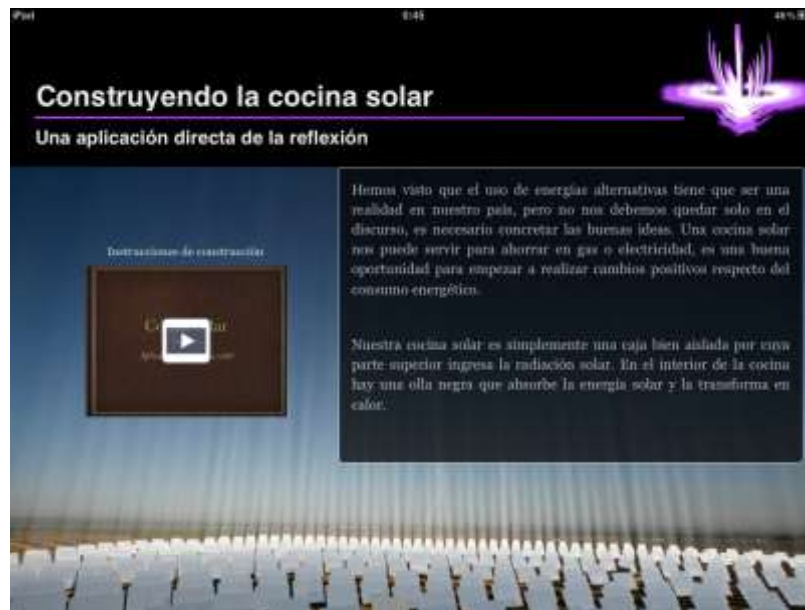 iPad
6:45
46 %
Construyendo la cocina solar
Una aplicación directa de la reflexión
Instrucciones de construcción
Hemos visto que el uso de energías alternativas tiene que ser una
realidad en nuestro país, pero no nos debemos quedar solo en el
discurso, es necesario concretar las buenas ideas. Una cocina solar
nos puede servir para ahorrar en gas o electricidad, es una buena
oportunidad para empezar a realizar cambios positivos respecto del
consumo energético.
Nuestra cocina solar es simplemente una caja bien aislada por cuya
parte superior ingresa la radiación solar. En el interior de la cocina
hay una olla negra que absorbe la energía solar y la transforma en
calor.